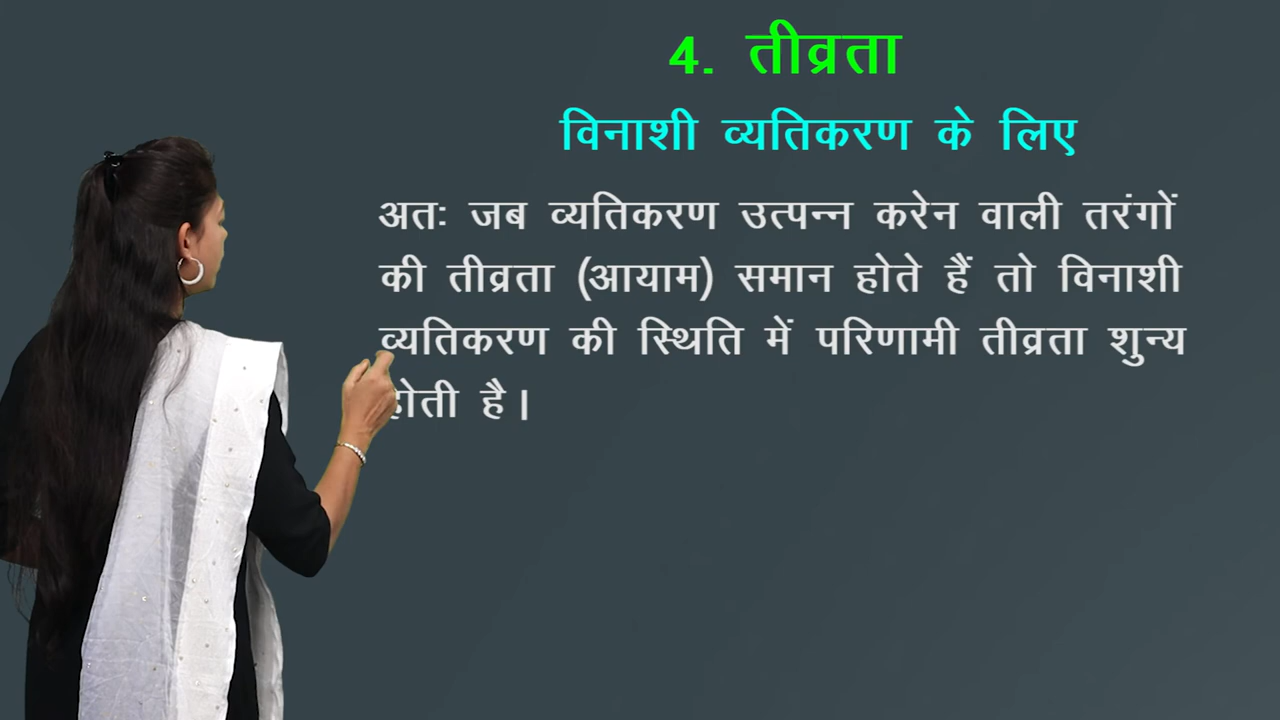 4. तीव्रता
विनाशी व्यतिकरण के लिए
अतः जब व्यतिकरण उत्पन्न करेन वाली तरंगों
की तीव्रता (आयाम) समान होते हैं तो विनाशी
व्यतिकरण की स्थिति में परिणामी तीव्रता शुन्य
होती है।